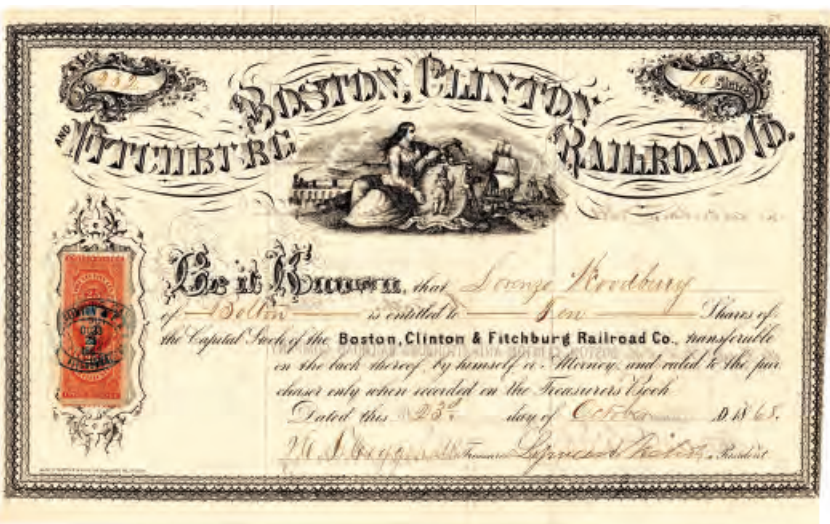 No 232
10 Shares
BOSTON, CLINTON
AND FITCHBURG RAILROAD CO.
Be it Known, that Lorenzo Woodbury
of Bolton is entitled to Ten Shares of
the Capital Stock of the Boston, Clinton & Fitchburg Railroad Co., transferable
on the back thereof, by himself or Attorney, and valid to the pur
chaser only when recorded on the Treasurers Book
Dated this 23d day of October A.D. 1868.
Treasurer President